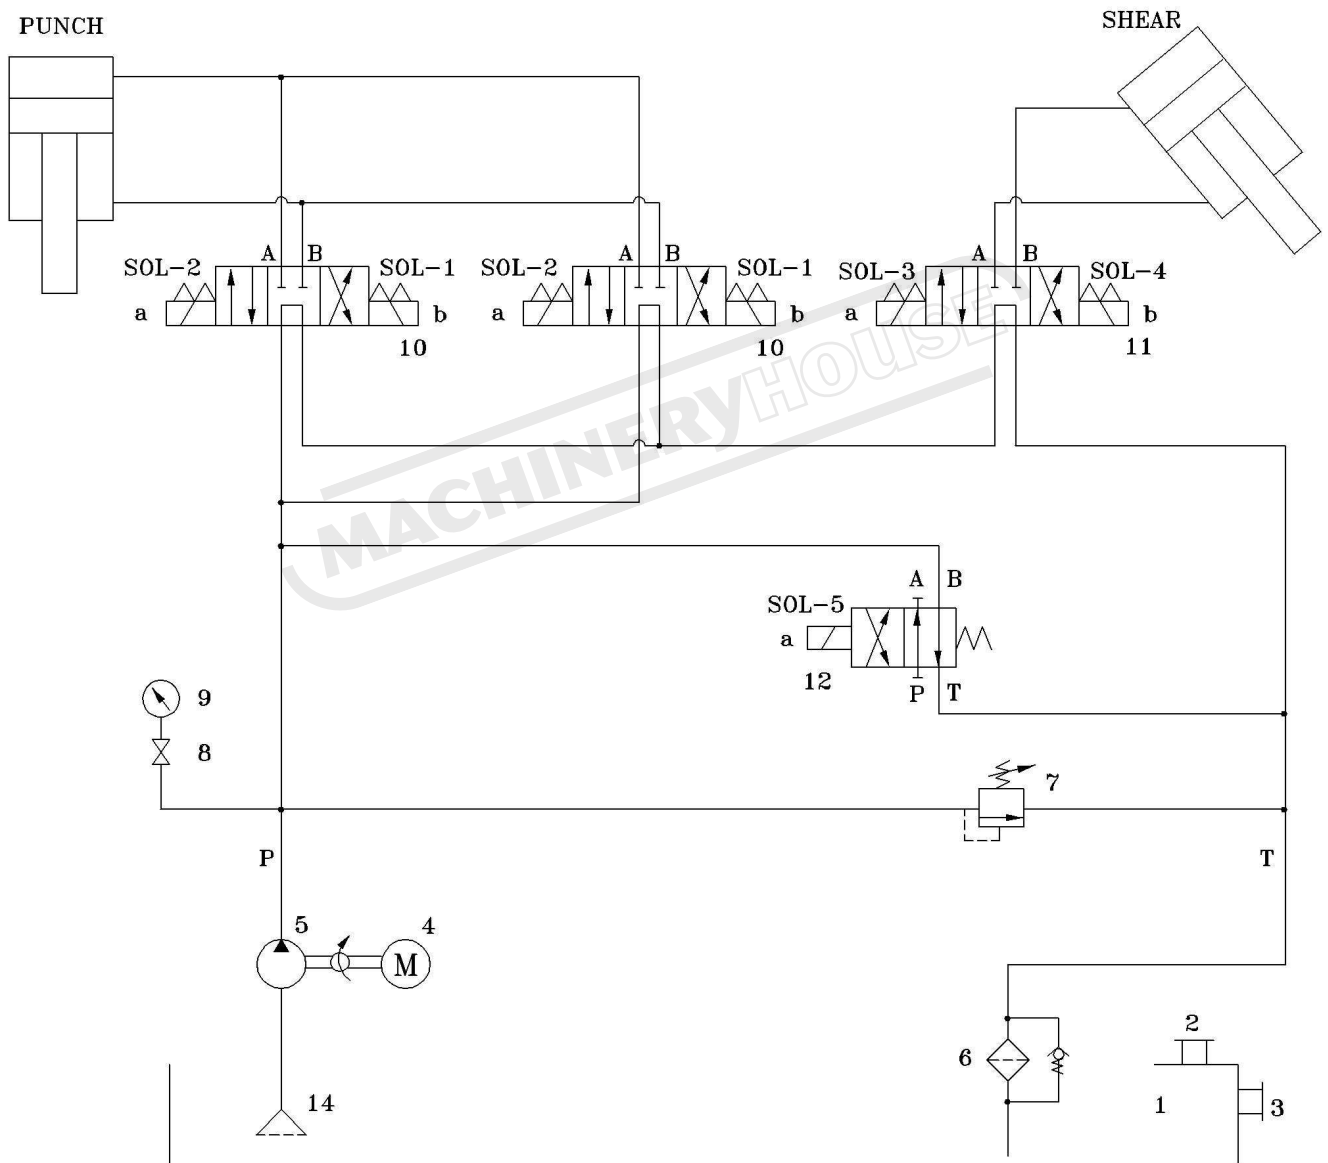 PUNCH
SHEAR
A B
A B
A B
SOL-2 SOL-1
SOL-2 SOL-1
SOL-3 SOL-4
a b
a b
a b
10
10
11
MACHINERYHOUSE
A B
SOL-5
a
12
P T
9
8
7
P
T
5
4
M
2
6
14
1
3